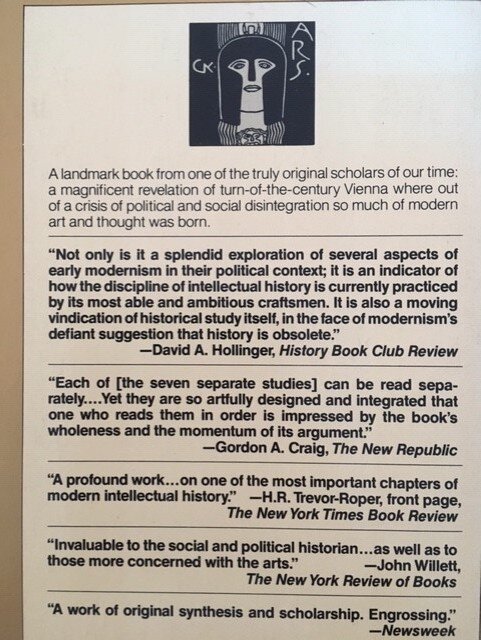 GK.
ARS.
A landmark book from one of the truly original scholars of our time:
a magnificent revelation of turn-of-the-century Vienna where out
of a crisis of political and social disintegration so much of modern
art and thought was born.
“Not only is it a splendid exploration of several aspects of
early modernism in their political context; it is an indicator of
how the discipline of intellectual history is currently practiced
by its most able and ambitious craftsmen. It is also a moving
vindication of historical study itself, in the face of modernism’s
defiant suggestion that history is obsolete.”
—David A. Hollinger, History Book Club Review
“Each of [the seven separate studies] can be read sepa-
rately....Yet they are so artfully designed and integrated that
one who reads them in order is impressed by the book’s
wholeness and the momentum of its argument.”
—Gordon A. Craig, The New Republic
“A profound work...on one of the most important chapters of
modern intellectual history.” —H.R. Trevor-Roper, front page,
The New York Times Book Review
“Invaluable to the social and political historian...as well as to
those more concerned with the arts.” —John Willett,
The New York Review of Books
“A work of original synthesis and scholarship. Engrossing.”
—Newsweek